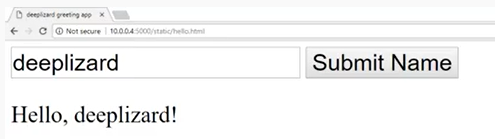 deeplizard greeting app
Not secure | 10.0.0.4:5000/static/hello.html
deeplizard Submit Name
Hello, deeplizard!